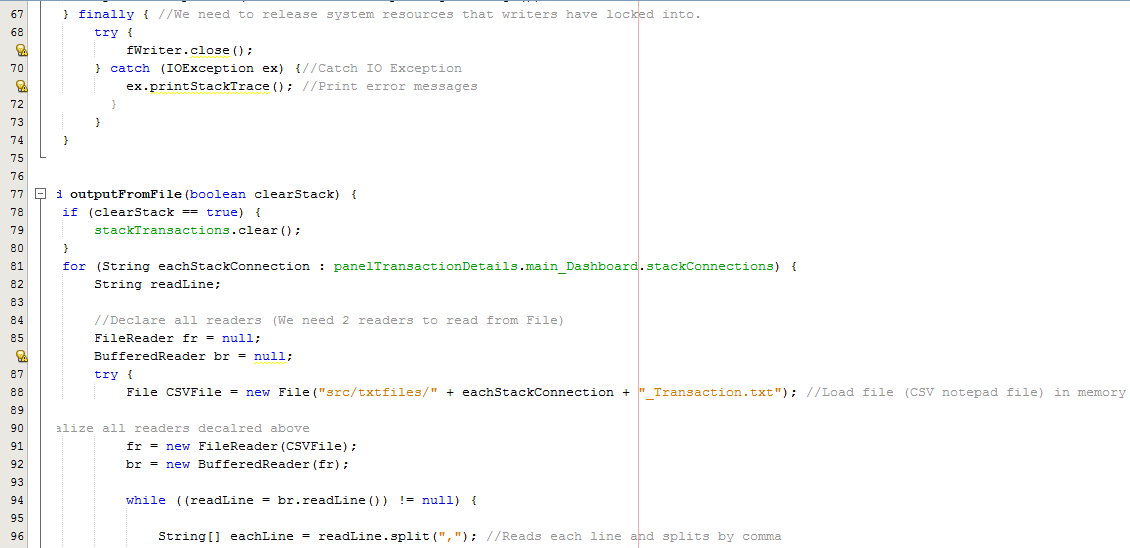 67 } finally { //We need to release system resources that writers have locked into.
68 try {
fWriter.close();
70 } catch (IOException ex) {//Catch IO Exception
ex.printStackTrace(); //Print error messages
72 }
73 }
74 }
75
76
77 outputFromFile(boolean clearStack) {
78 if (clearStack == true) {
79 stackTransactions.clear();
80 }
81 for (String eachStackConnection : panelTransactionDetails.main_Dashboard.stackConnections) {
82 String readLine;
83
84 //Declare all readers (We need 2 readers to read from File)
85 FileReader fr = null;
BufferedReader br = null;
87 try {
88 File CSVFile = new File("src/txtfiles/" + eachStackConnection + "_Transaction.txt"); //Load file (CSV notepad file) in memory
89
90 alize all readers decalred above
91 fr = new FileReader(CSVFile);
92 br = new BufferedReader(fr);
93
94 while ((readLine = br.readLine()) != null) {
95
96 String[] eachLine = readLine.split(","); //Reads each line and splits by comma